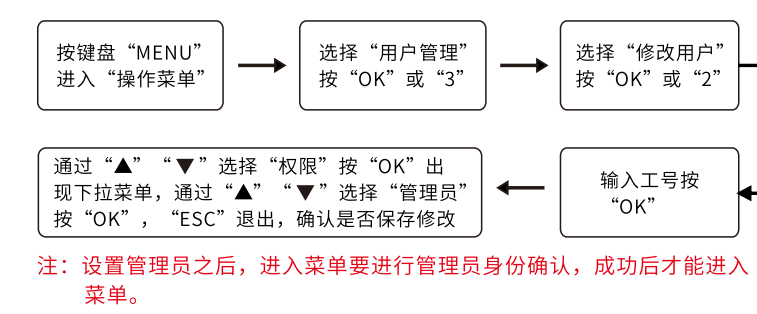 按键盘“MENU”
进入“操作菜单”
选择“用户管理”
按“OK”或“3”
选择“修改用户”
按“OK”或“2”
输入工号按
“OK”
通过“▲”“▼”选择“权限”按“OK”出
现下拉菜单，通过“▲”“▼”选择“管理员”
按“OK”，“ESC”退出，确认是否保存修改
注：设置管理员之后，进入菜单要进行管理员身份确认，成功后才能进入
菜单。